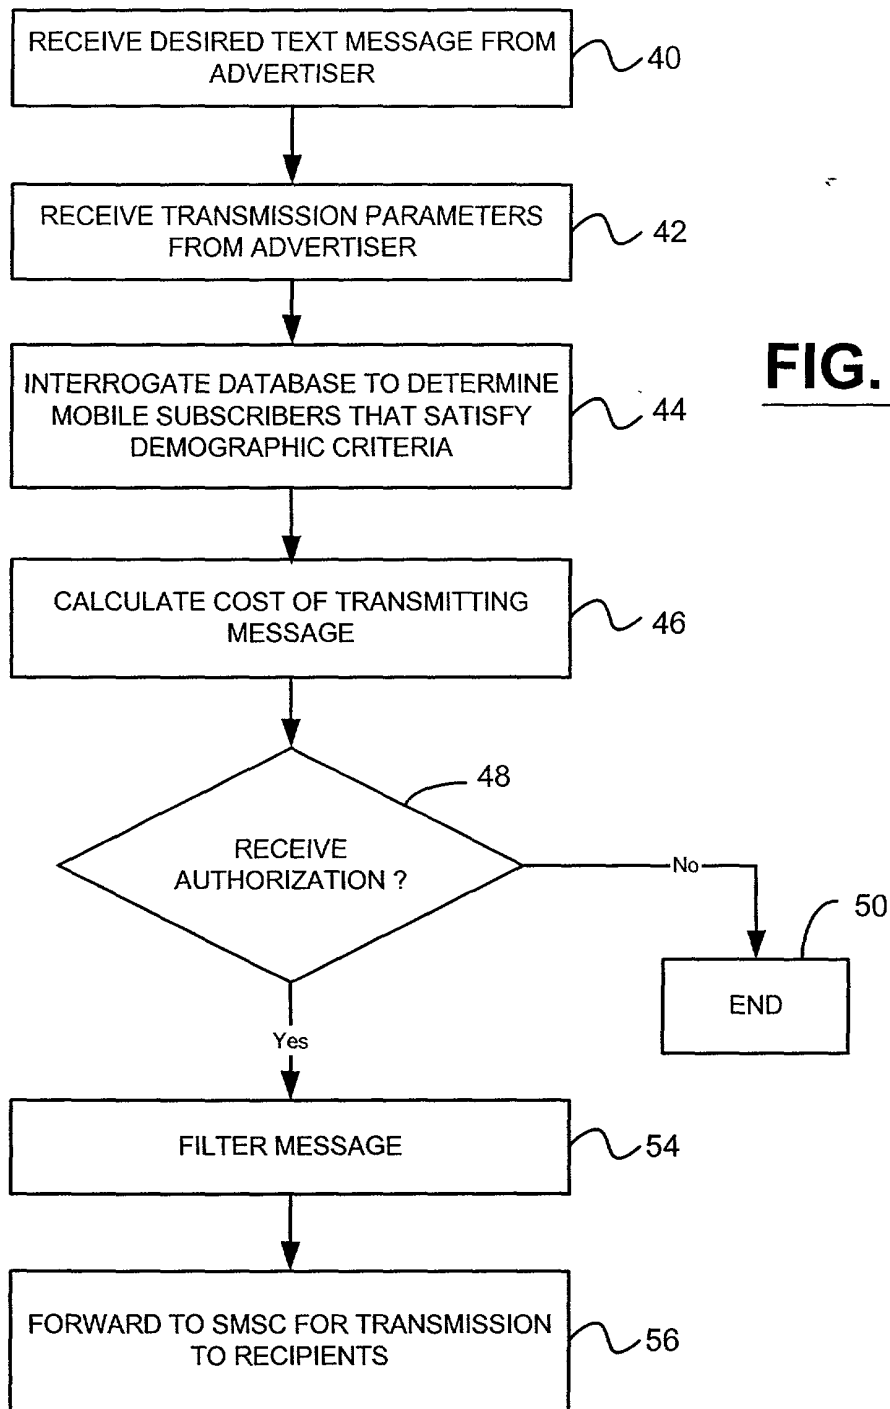 RECEIVE DESIRED TEXT MESSAGE FROM
ADVERTISER
40
RECEIVE TRANSMISSION PARAMETERS
FROM ADVERTISER
42
INTERROGATE DATABASE TO DETERMINE
MOBILE SUBSCRIBERS THAT SATISFY
DEMOGRAPHIC CRITERIA
44
FIG.
CALCULATE COST OF TRANSMITTING
MESSAGE
46
48
RECEIVE
AUTHORIZATION ?
No
50
END
Yes
FILTER MESSAGE
54
FORWARD TO SMSC FOR TRANSMISSION
TO RECIPIENTS
56